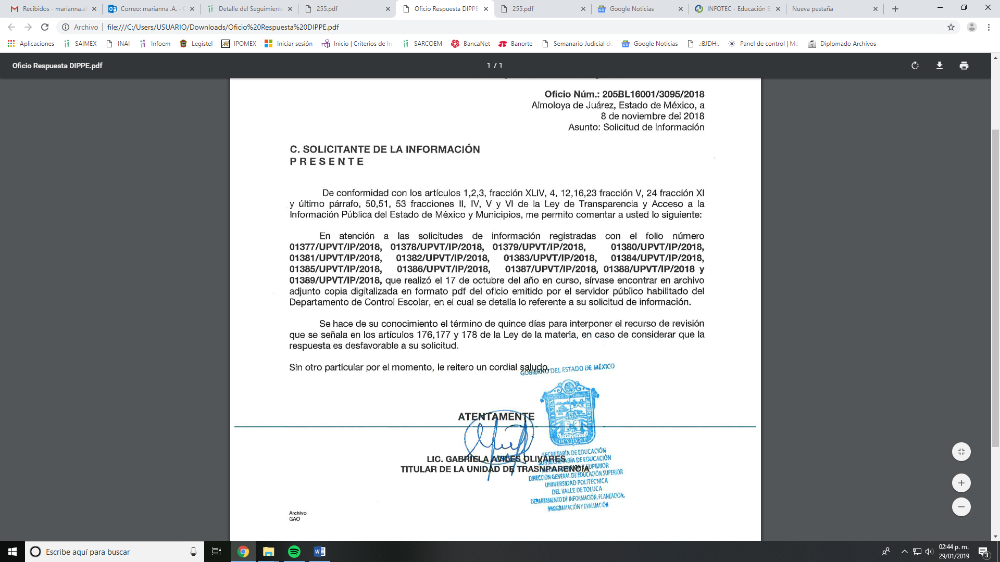 Recibidos - marianna.al
Correo: marianna .A. - C
Detalle del Seguimiento
255.pdf
Oficio Respuesta DIPPE
255.pdf
Google Noticias
INFOTEC - Educación E
Nueva pestaña
Archivo
file:///C:/Users/USUARIO/Downloads/Oficio%20Respuesta%20DIPPE.pdf
Aplicaciones
SAIMEX
INAI
Infoem
Legistel
IPOMEX
Iniciar sesión
Inicio | Criterios de In
SARCOEM
BancaNet
Banorte
Semanario Judicial de
Google Noticias
.:BJDH:.
Panel de control | Mé
Diplomado Archivos
Oficio Respuesta DIPPE.pdf
1 / 1
Oficio Núm.: 205BL16001/3095/2018
Almoloya de Juárez, Estado de México, a
8 de noviembre del 2018
Asunto: Solicitud de información
C. SOLICITANTE DE LA INFORMACIÓN
P R E S E N T E
De conformidad con los artículos 1,2,3, fracción XLIV, 4, 12,16,23 fracción V, 24 fracción XI
y último párrafo, 50,51, 53 fracciones II, IV, V y VI de la Ley de Transparencia y Acceso a la
Información Pública del Estado de México y Municipios, me permito comentar a usted lo siguiente:
En atención a las solicitudes de información registradas con el folio número
01377/UPVT/IP/2018, 01378/UPVT/IP/2018, 01379/UPVT/IP/2018, 01380/UPVT/IP/2018,
01381/UPVT/IP/2018, 01382/UPVT/IP/2018, 01383/UPVT/IP/2018, 01384/UPVT/IP/2018,
01385/UPVT/IP/2018, 01386/UPVT/IP/2018, 01387/UPVT/IP/2018, 01388/UPVT/IP/2018 y
01389/UPVT/IP/2018, que realizó el 17 de octubre del año en curso, sírvase encontrar en archivo
adjunto copia digitalizada en formato pdf del oficio emitido por el servidor público habilitado del
Departamento de Control Escolar, en el cual se detalla lo referente a su solicitud de información.
Se hace de su conocimiento el término de quince días para interponer el recurso de revisión
que se señala en los artículos 176,177 y 178 de la Ley de la materia, en caso de considerar que la
respuesta es desfavorable a su solicitud.
Sin otro particular por el momento, le reitero un cordial saludo.
GOBIERNO DEL ESTADO DE MÉXICO
ATENTAMENTE
LIC. GABRIELA AVILES OLIVARES
TITULAR DE LA UNIDAD DE TRASNPARENCIA
SECRETARÍA DE EDUCACIÓN
SUBSECRETARÍA DE EDUCACIÓN
SUPERIOR
DIRECCIÓN GENERAL DE EDUCACIÓN SUPERIOR
UNIVERSIDAD POLITÉCNICA
DEL VALLE DE TOLUCA
DEPARTAMENTO DE INFORMACIÓN, PLANEACIÓN,
PROGRAMACIÓN Y EVALUACIÓN
Archivo
GAO
Escribe aquí para buscar
02:44 p. m.
29/01/2019
3